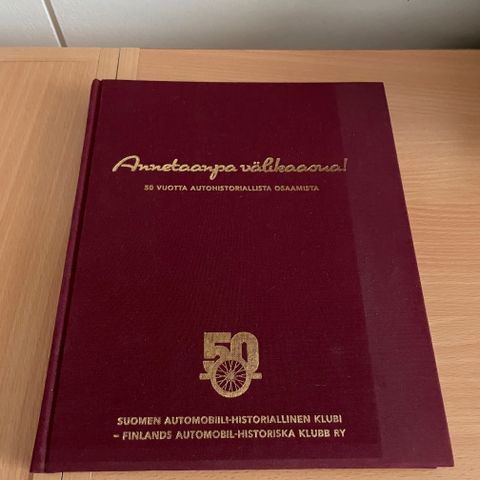 Annetaanpa välikaasua!
50 VUOTTA AUTOHISTORIALLISTA OSAAMISTA
50
SUOMEN AUTOMOBIILI-HISTORIALLINEN KLUBI
– FINLANDS AUTOMOBIL-HISTORISKA KLUBB RY